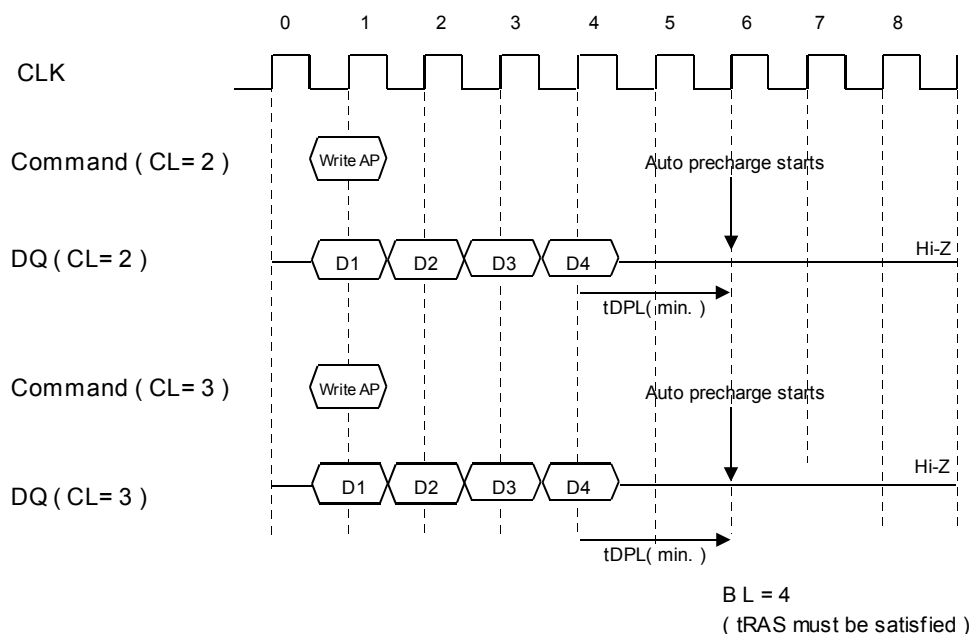 0 1 2 3 4 5 6 7 8
CLK
Command ( CL= 2 )
Write AP
Auto precharge starts
DQ ( CL= 2 )
D1 D2 D3 D4
Hi-Z
tDPL( min. )
Command ( CL= 3 )
Write AP
Auto precharge starts
DQ ( CL= 3 )
D1 D2 D3 D4
Hi-Z
tDPL( min. )
B L = 4
( tRAS must be satisfied )